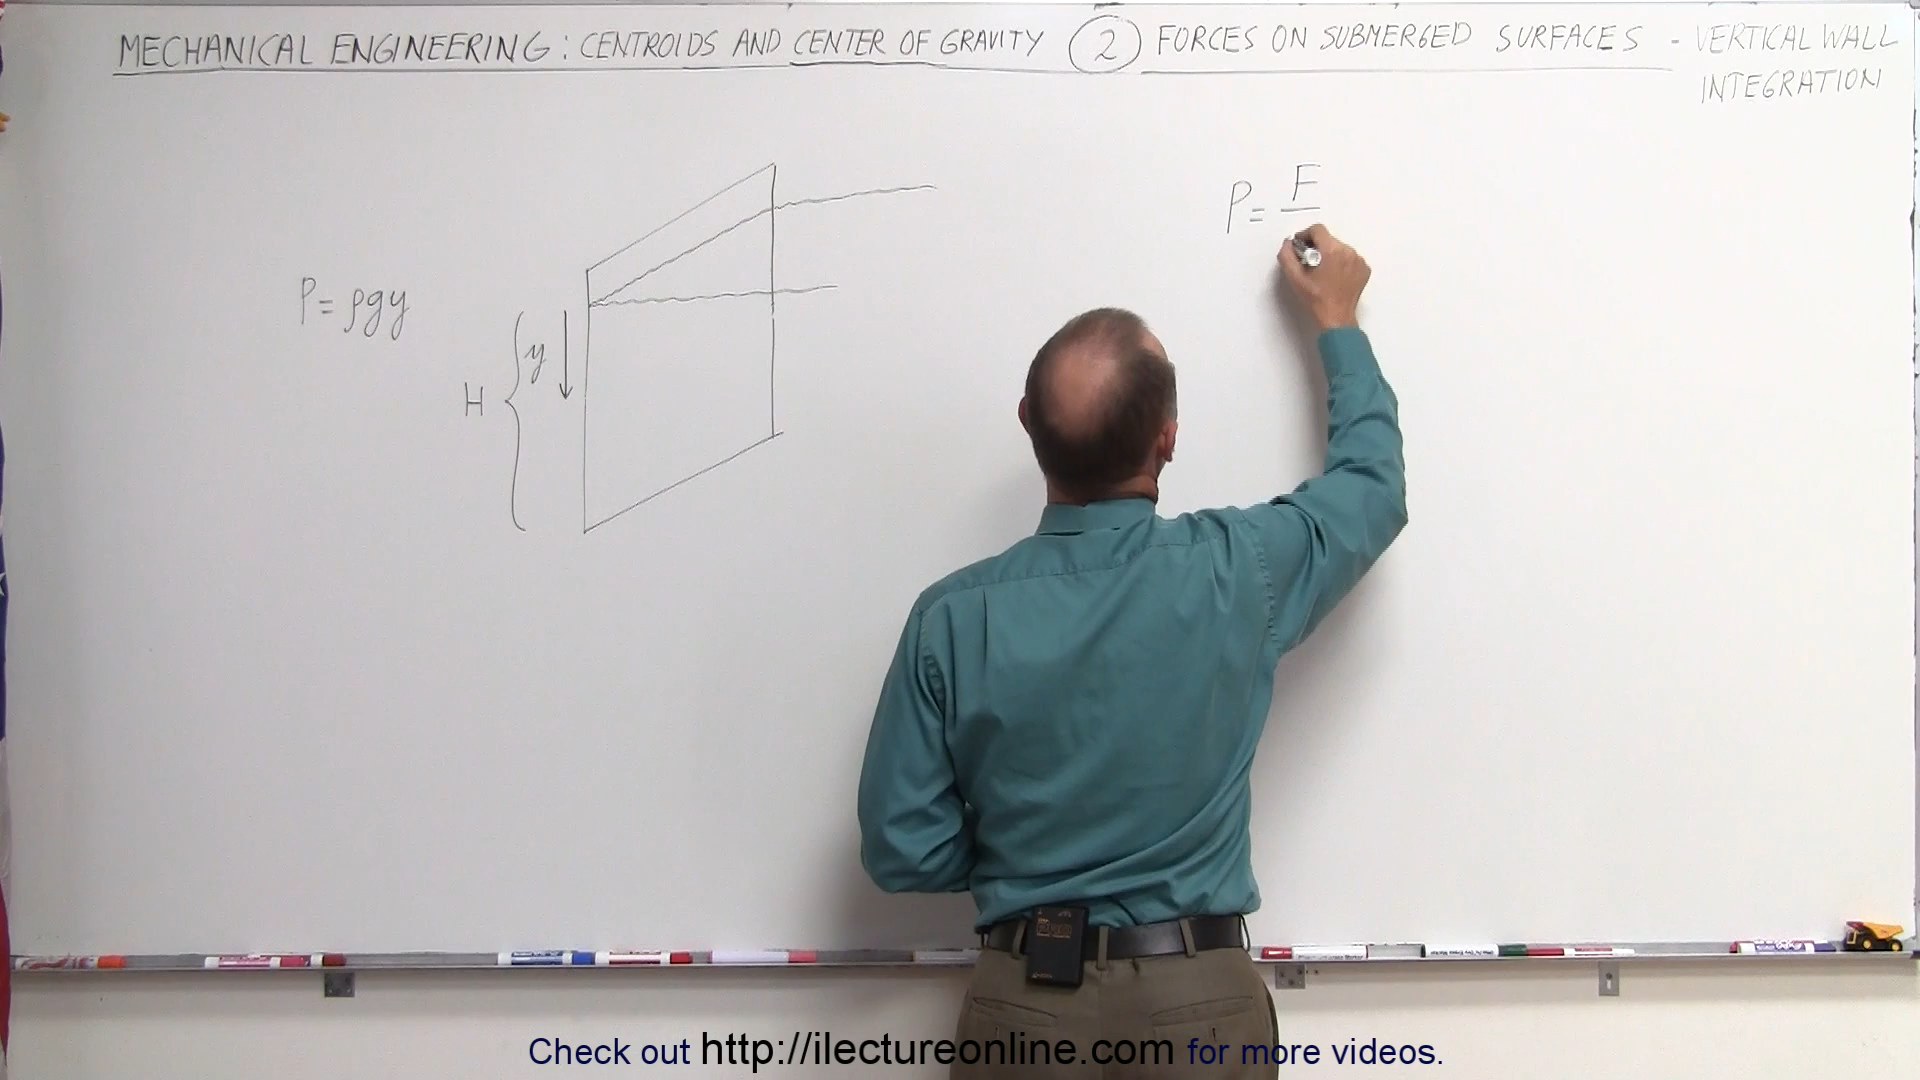 MECHANICAL ENGINEERING: CENTROIDS AND CENTER OF GRAVITY (2) FORCES ON SUBMERGED SURFACES - VERTICAL WALL
INTEGRATION
P = F
P = ρgy
y
H
Check out http://ilectureonline.com for more videos.